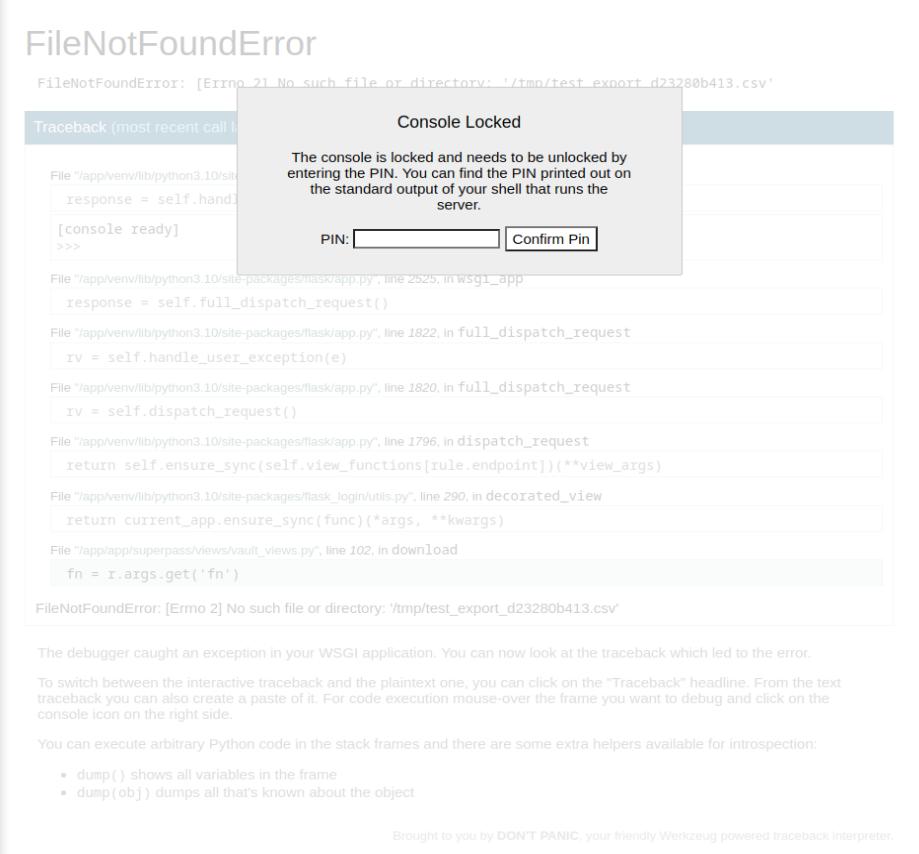 FileNotFoundError
FileNotFoundError: [Errno 2] No such file or directory: '/tmp/test_export_d23280b413.csv'
Traceback (most recent call l
Console Locked
The console is locked and needs to be unlocked by
entering the PIN. You can find the PIN printed out on
the standard output of your shell that runs the
server.
PIN: Confirm Pin
File "/app/venv/lib/python3.10/site
response = self.handl
[console ready]
>>>
File "/app/venv/lib/python3.10/site-packages/flask/app.py", line 2525, in wsgi_app
response = self.full_dispatch_request()
File "/app/venv/lib/python3.10/site-packages/flask/app.py", line 1822, in full_dispatch_request
rv = self.handle_user_exception(e)
File "/app/venv/lib/python3.10/site-packages/flask/app.py", line 1820, in full_dispatch_request
rv = self.dispatch_request()
File "/app/venv/lib/python3.10/site-packages/flask/app.py", line 1796, in dispatch_request
return self.ensure_sync(self.view_functions[rule.endpoint])(**view_args)
File "/app/venv/lib/python3.10/site-packages/flask_login/utils.py", line 290, in decorated_view
return current_app.ensure_sync(func)(*args, **kwargs)
File "/app/app/superpass/views/vault_views.py", line 102, in download
fn = r.args.get('fn')
FileNotFoundError: [Errno 2] No such file or directory: '/tmp/test_export_d23280b413.csv'
The debugger caught an exception in your WSGI application. You can now look at the traceback which led to the error.
To switch between the interactive traceback and the plaintext one, you can click on the "Traceback" headline. From the text
traceback you can also create a paste of it. For code execution mouse-over the frame you want to debug and click on the
console icon on the right side.
You can execute arbitrary Python code in the stack frames and there are some extra helpers available for introspection:
• dump() shows all variables in the frame
• dump(obj) dumps all that's known about the object
Brought to you by DON'T PANIC, your friendly Werkzeug powered traceback interpreter.